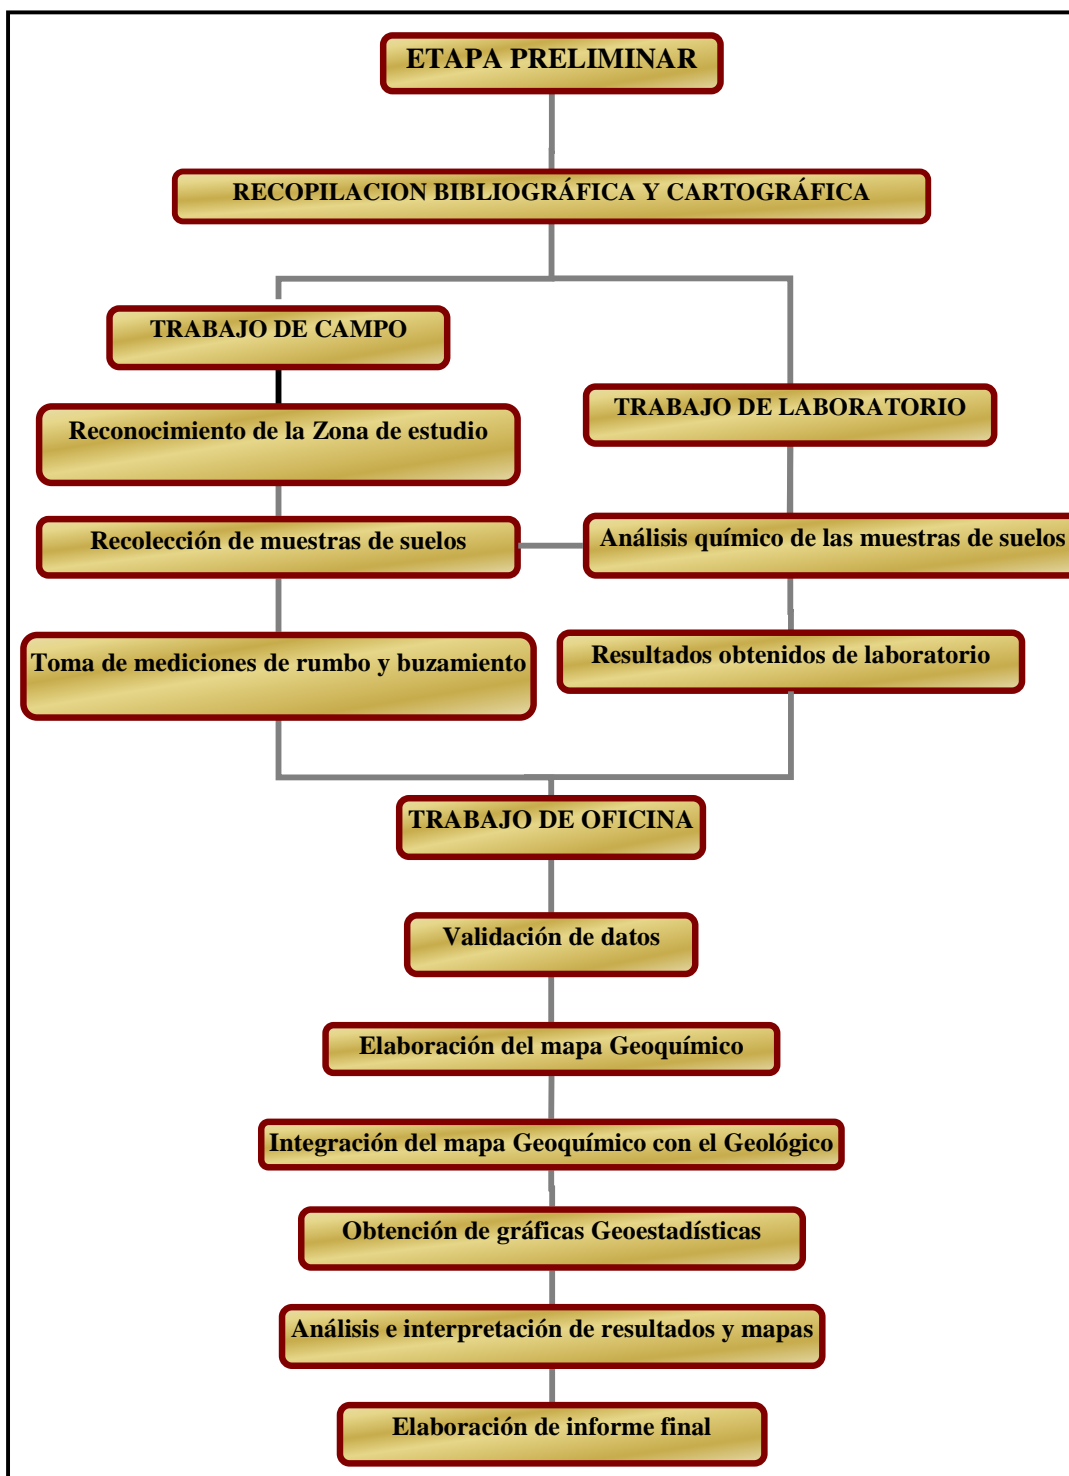 ETAPA PRELIMINAR
RECOPILACION BIBLIOGRÁFICA Y CARTOGRÁFICA
TRABAJO DE CAMPO
Reconocimiento de la Zona de estudio
Recolección de muestras de suelos
Toma de mediciones de rumbo y buzamiento
TRABAJO DE LABORATORIO
Análisis químico de las muestras de suelos
Resultados obtenidos de laboratorio
TRABAJO DE OFICINA
Validación de datos
Elaboración del mapa Geoquímico
Integración del mapa Geoquímico con el Geológico
Obtención de gráficas Geoestadísticas
Análisis e interpretación de resultados y mapas
Elaboración de informe final